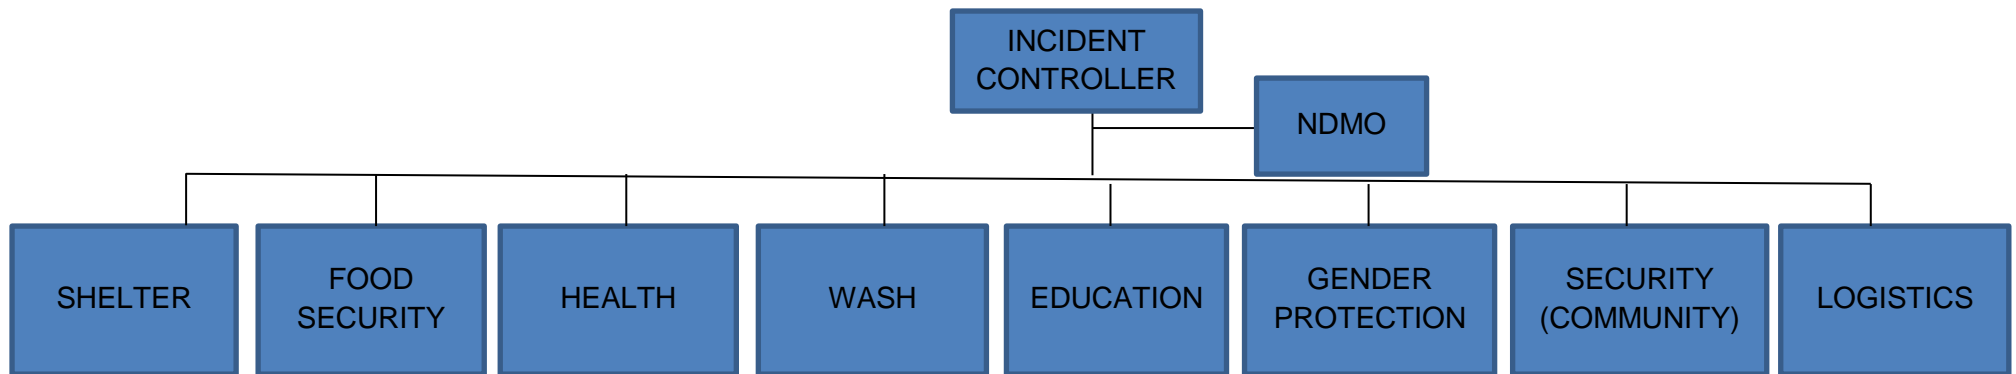 INCIDENT
CONTROLLER
NDMO
SHELTER
FOOD
SECURITY
HEALTH
WASH
EDUCATION
GENDER
PROTECTION
SECURITY
(COMMUNITY)
LOGISTICS